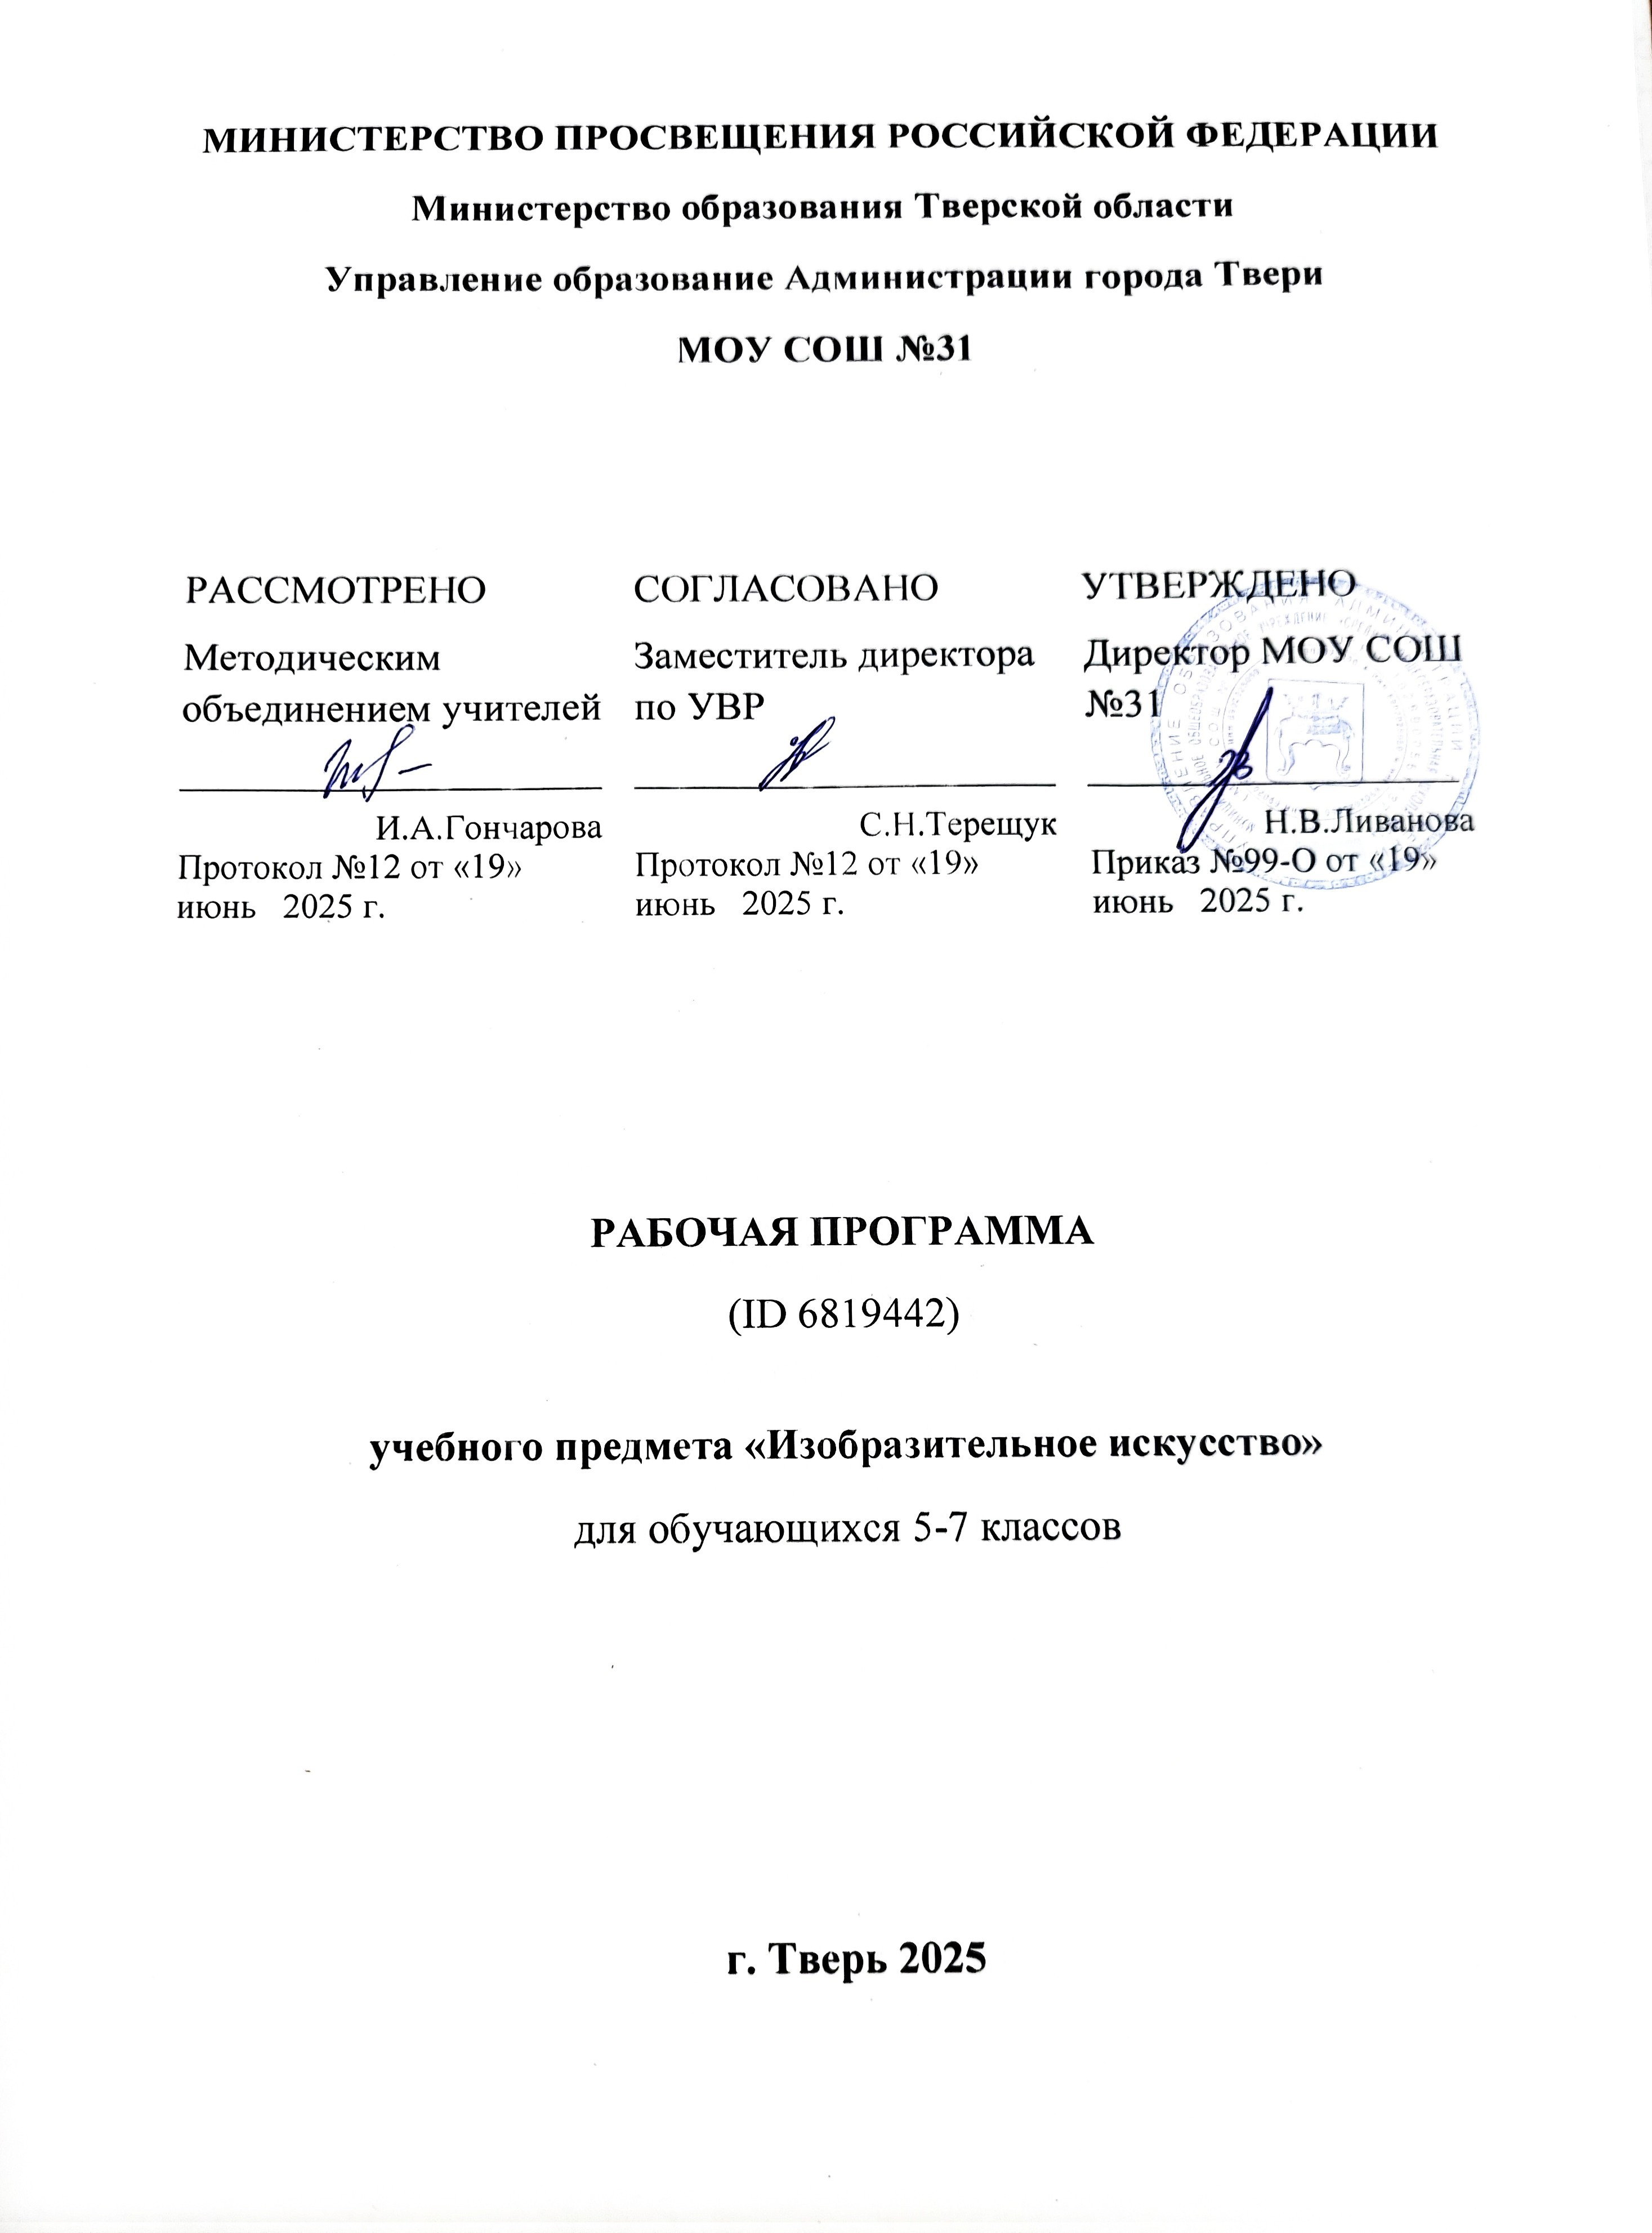 МИНИСТЕРСТВО ПРОСВЕЩЕНИЯ РОССИЙСКОЙ ФЕДЕРАЦИИ
Министерство образования Тверской области
Управление образование Администрации города Твери
МОУ СОШ №31
РАССМОТРЕНО
Методическим
объединением учителей
И.А.Гончарова
Протокол №12 от «19»
июнь 2025 г.
СОГЛАСОВАНО
Заместитель директора
по УВР
С.Н.Терещук
Протокол №12 от «19»
июнь 2025 г.
УТВЕРЖДЕНО
Директор МОУ СОШ
№31
Н.В.Ливанова
Приказ №99-О от «19»
июнь 2025 г.
РАБОЧАЯ ПРОГРАММА
(ID 6819442)
учебного предмета «Изобразительное искусство»
для обучающихся 5-7 классов
г. Тверь 2025